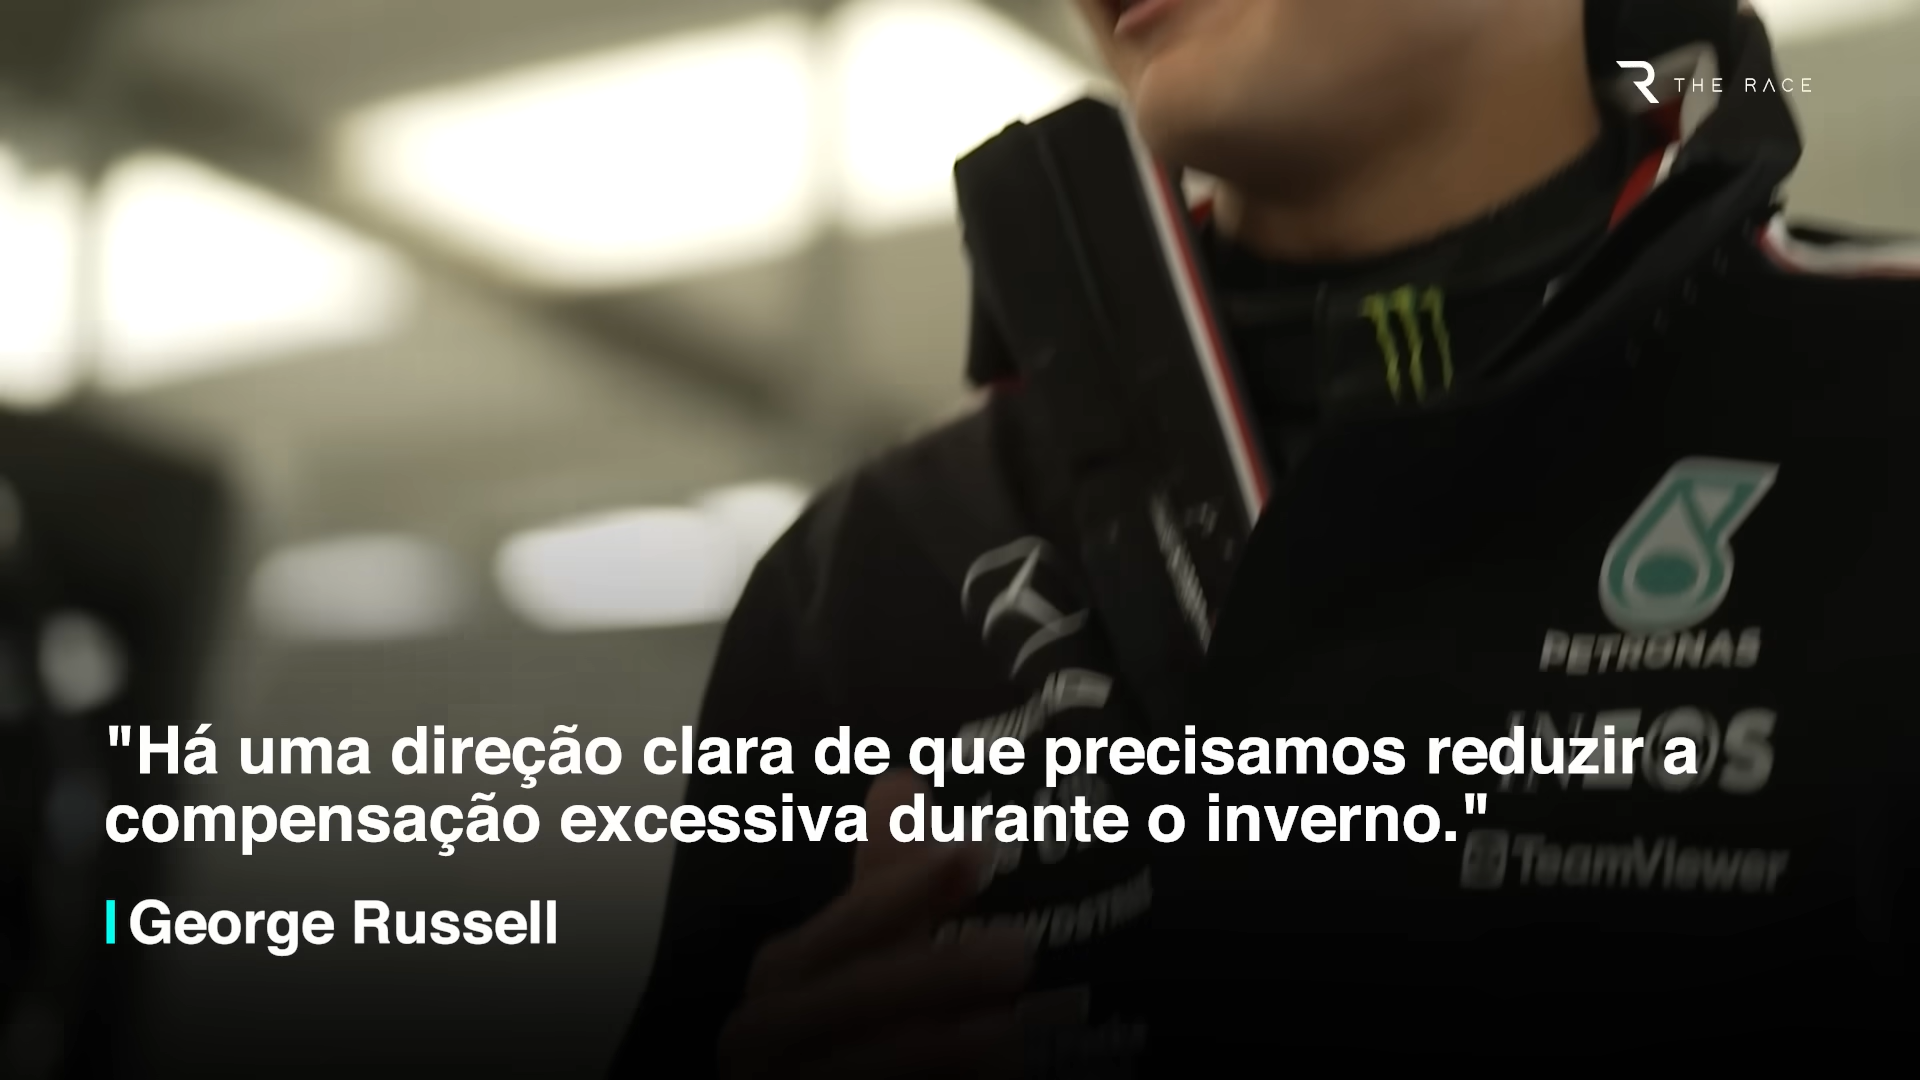 THE RACE
PETRONAS
INEOS
"Há uma direção clara de que precisamos reduzir a
compensação excessiva durante o inverno."
TeamViewer
George Russell